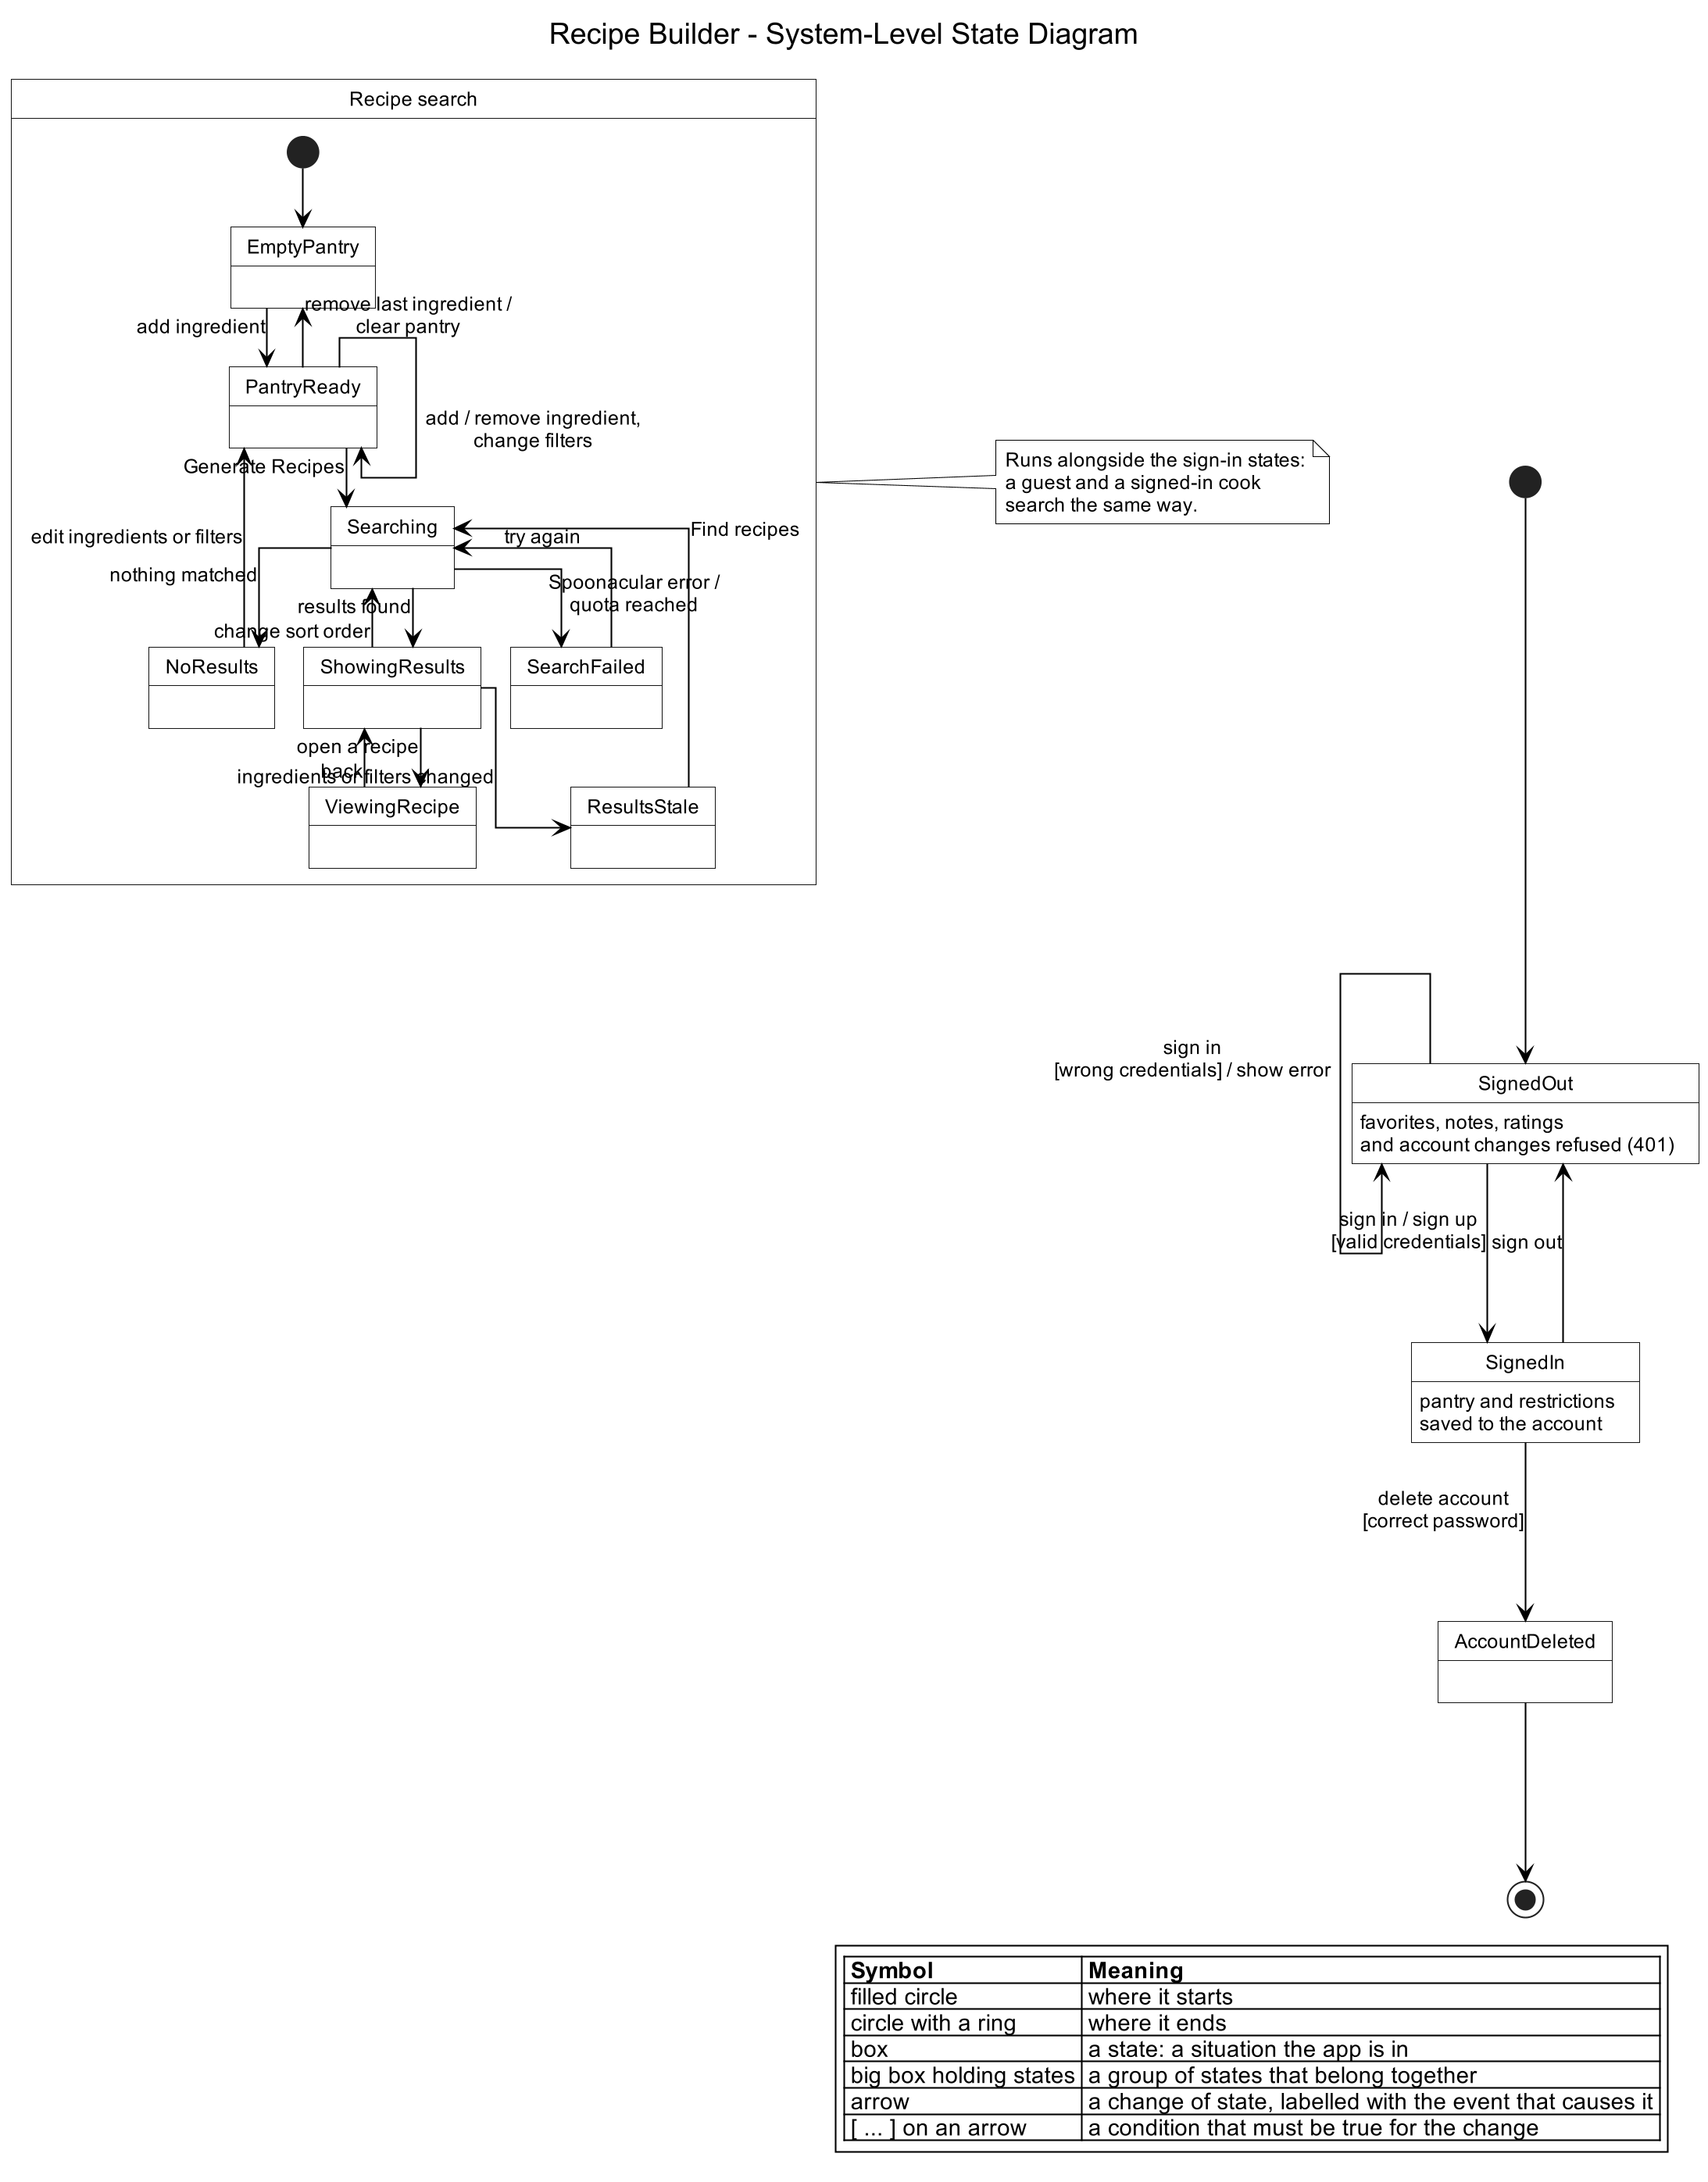 Recipe Builder - System-Level State Diagram
Recipe search
EmptyPantry
add ingredient
remove last ingredient /
clear pantry
PantryReady
add / remove ingredient,
change filters
Generate Recipes
Runs alongside the sign-in states:
a guest and a signed-in cook
search the same way.
Searching
Find recipes
try again
edit ingredients or filters
nothing matched
Spoonacular error /
quota reached
results found
change sort order
NoResults
ShowingResults
SearchFailed
open a recipe
back
ingredients or filters changed
ViewingRecipe
ResultsStale
sign in
[wrong credentials] / show error
SignedOut
favorites, notes, ratings
and account changes refused (401)
sign in / sign up
[valid credentials]
sign out
SignedIn
pantry and restrictions
saved to the account
delete account
[correct password]
AccountDeleted
Symbol Meaning
filled circle where it starts
circle with a ring where it ends
box a state: a situation the app is in
big box holding states a group of states that belong together
arrow a change of state, labelled with the event that causes it
[ ... ] on an arrow a condition that must be true for the change